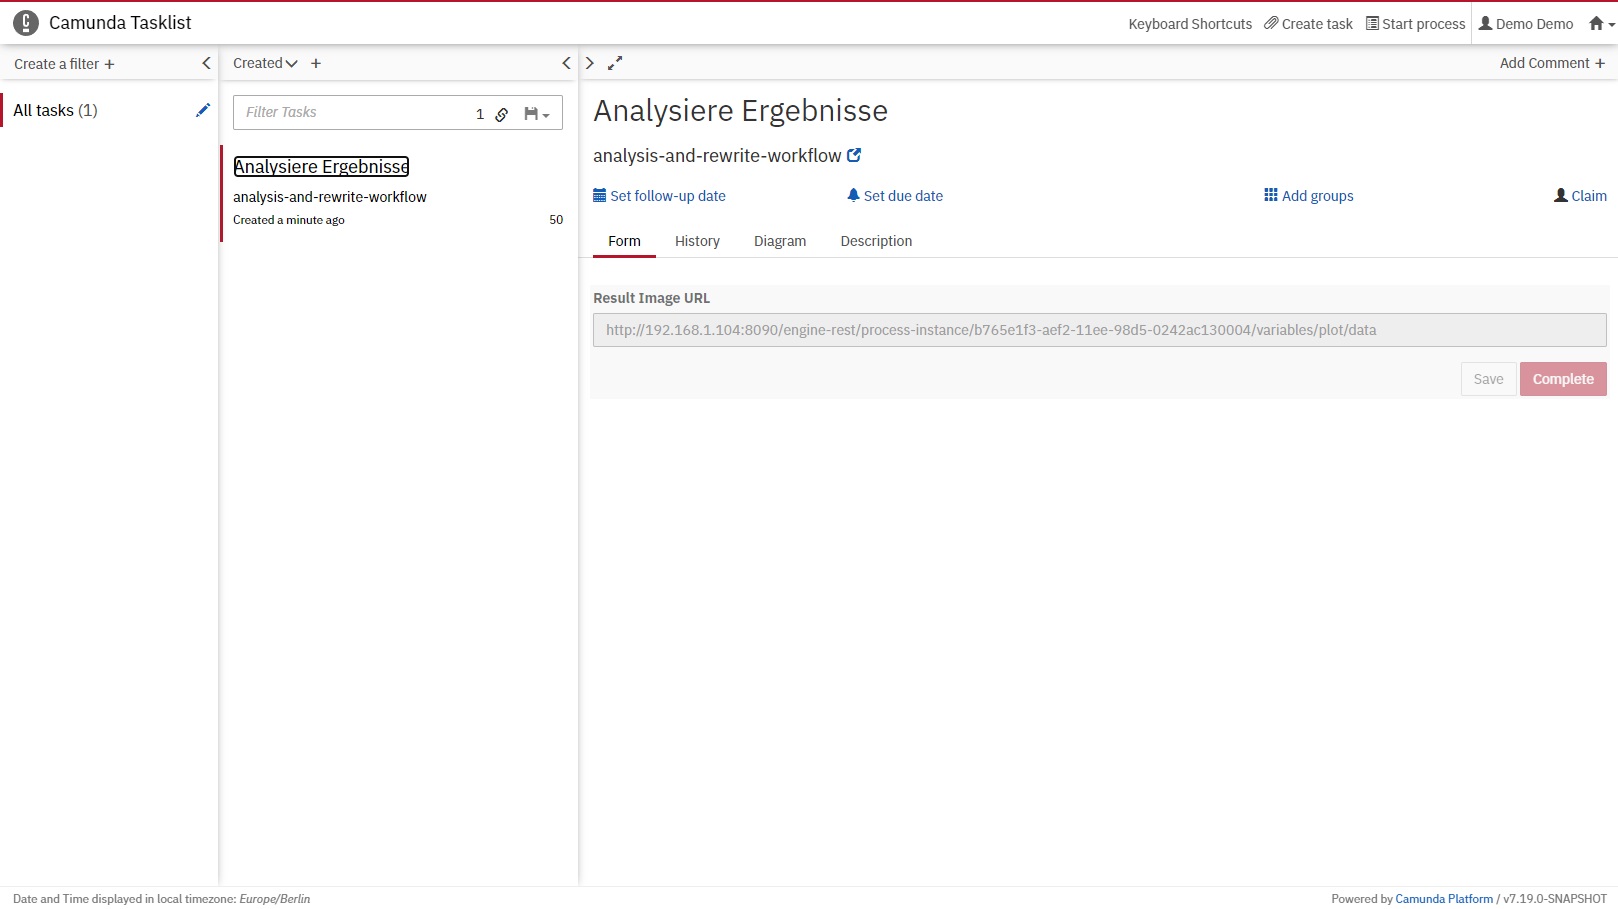 Camunda Tasklist
Keyboard Shortcuts Create task Start process Demo Demo
Create a filter +
Created +
Add Comment +
All tasks (1)
Filter Tasks 1
Analysiere Ergebnisse
analysis-and-rewrite-workflow
Created a minute ago 50
Analysiere Ergebnisse
analysis-and-rewrite-workflow
Set follow-up date Set due date Add groups Claim
Form History Diagram Description
Result Image URL
http://192.168.1.104:8090/engine-rest/process-instance/b765e1f3-aef2-11ee-98d5-0242ac130004/variables/plot/data
Save Complete
Date and Time displayed in local timezone: Europe/Berlin
Powered by Camunda Platform / v7.19.0-SNAPSHOT